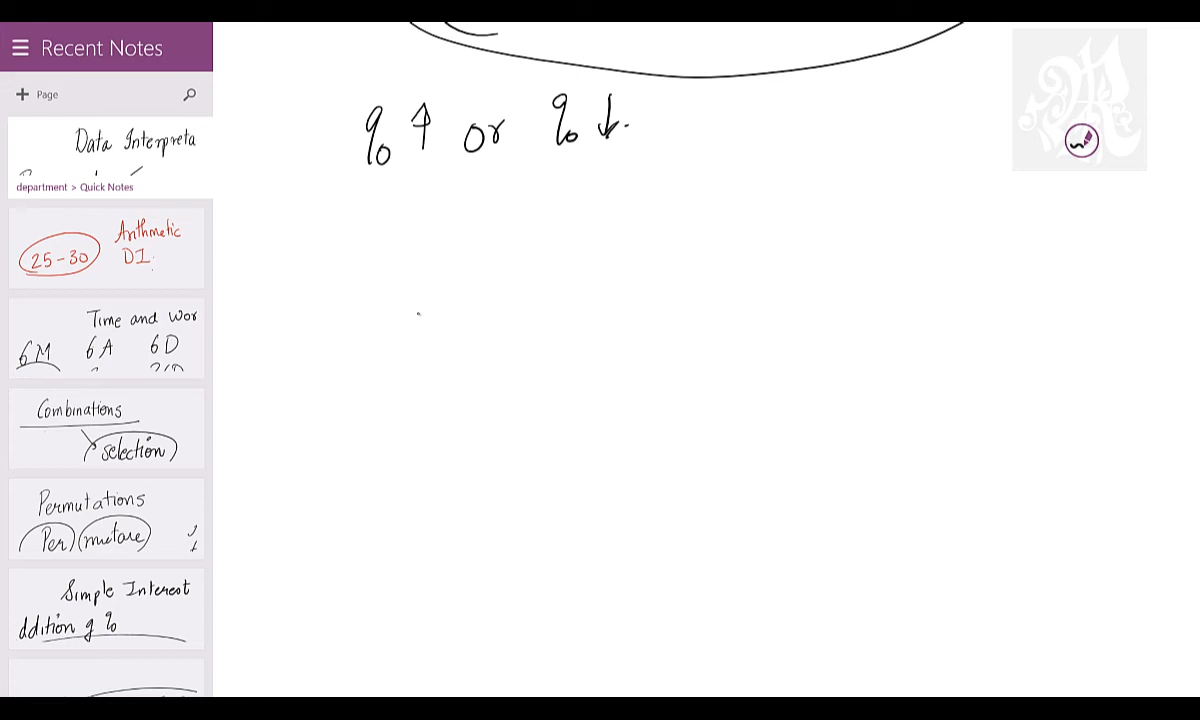 Recent Notes
+ Page
Data Interpreta
department > Quick Notes
Arithmetic
25-30 DI.
Time and Wor
6M 6A 6D
Combinations
selection
Permutations
(Per) (mutare)
Simple Interest
ddition of %
% ↑ or % ↓.